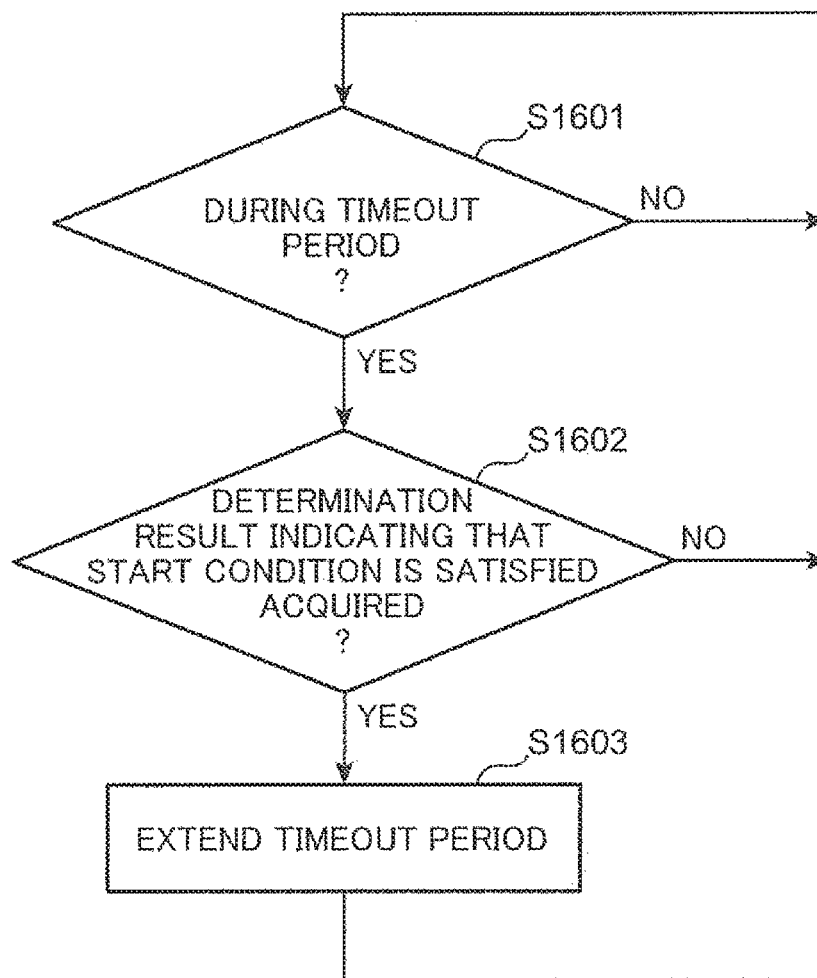 S1601
DURING TIMEOUT
PERIOD
?
NO
YES
S1602
DETERMINATION
RESULT INDICATING THAT
START CONDITION IS SATISFIED
ACQUIRED
?
NO
YES
S1603
EXTEND TIMEOUT PERIOD